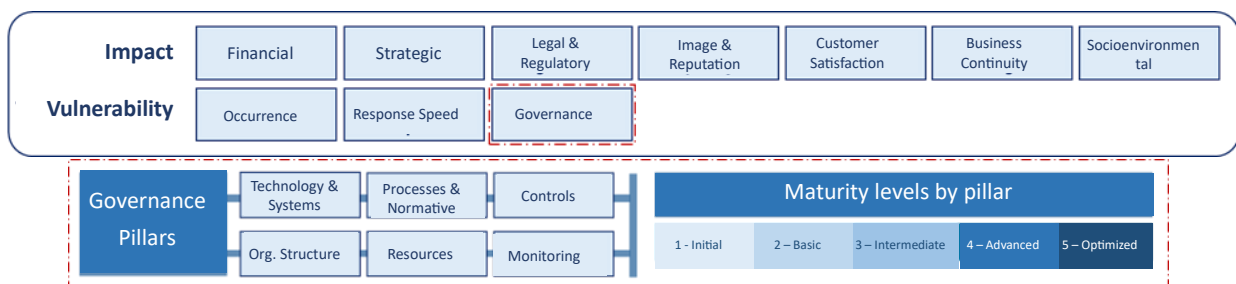 Impact
Financial
Strategic
Legal &
Regulatory
Image &
Reputation
Customer
Satisfaction
Business
Continuity
Socioenvironmen
tal
Vulnerability
Occurrence
Response Speed
Governance
Governance
Pillars
Technology &
Systems
Processes &
Normative
Controls
Org. Structure
Resources
Monitoring
Maturity levels by pillar
1 - Initial
2 – Basic
3 – Intermediate
4 – Advanced
5 – Optimized